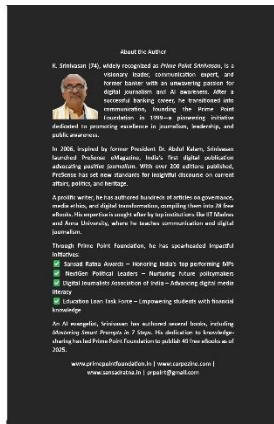 About the Author
K. Srinivasan (74), widely recognized as Prime Point Srinivasan, is a
visionary leader, communication expert, and
former banker with an unwavering passion for
digital journalism and AI awareness. After a
successful banking career, he transitioned into
communication, founding the Prime Point
Foundation in 1999—a pioneering initiative
dedicated to promoting excellence in journalism, leadership, and
public awareness.
In 2006, inspired by former President Dr. Abdul Kalam, Srinivasan
launched PreSense eMagazine, India's first digital publication
advocating positive journalism. With over 200 editions published,
PreSense has set new standards for insightful discourse on current
affairs, politics, and heritage.
A prolific writer, he has authored hundreds of articles on governance,
media ethics, and digital transformation, compiling them into 28 free
eBooks. His expertise is sought after by top institutions like IIT Madras
and Anna University, where he teaches communication and digital
journalism.
Through Prime Point Foundation, he has spearheaded impactful
initiatives:
✅ Sansad Ratna Awards – Honoring India's top-performing MPs
✅ NextGen Political Leaders – Nurturing future policymakers
✅ Digital Journalists Association of India – Advancing digital media
literacy
✅ Education Loan Task Force – Empowering students with financial
knowledge
An AI evangelist, Srinivasan has authored several books, including
Mastering Smart Prompts in 7 Steps. His dedication to knowledge-
sharing has led Prime Point Foundation to publish 40 free eBooks as of
2025.
www.primepointfoundation.in | www.corpezine.com |
www.sansadratna.in | prpoint@gmail.com